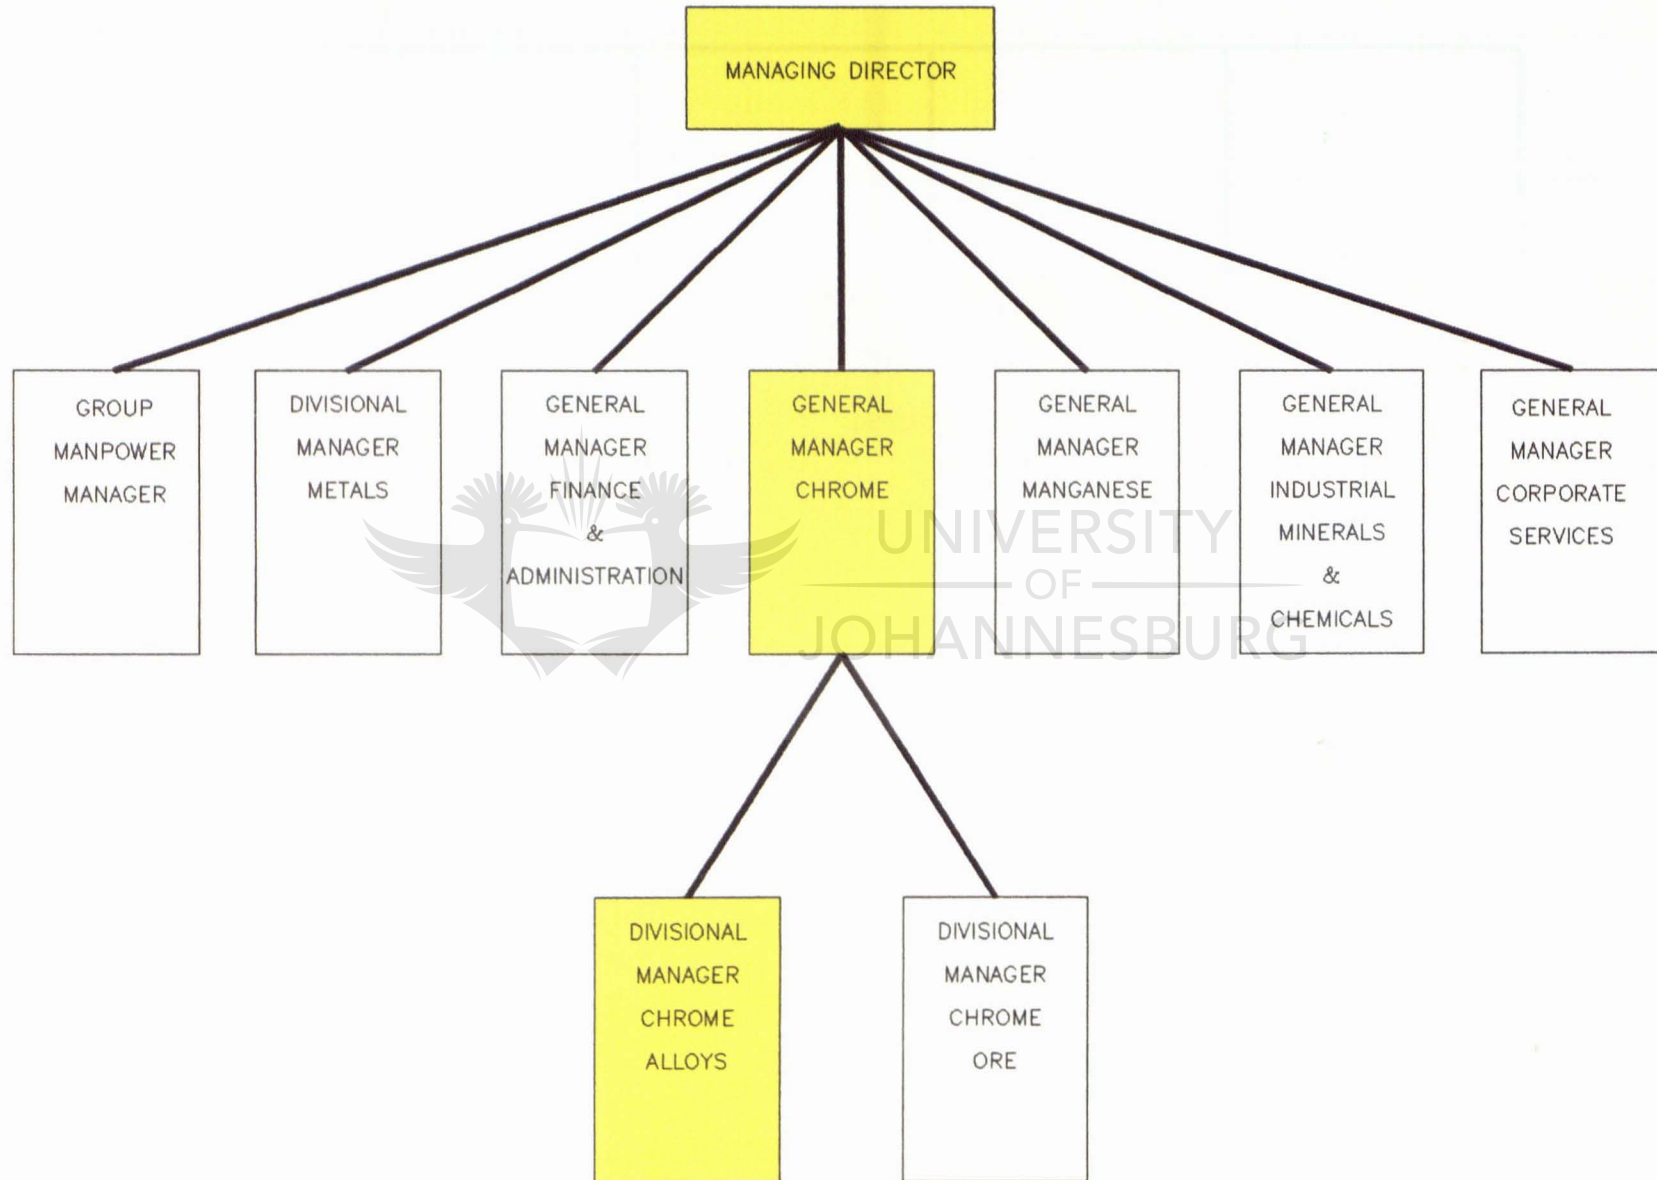 MANAGING DIRECTOR
GROUP
MANPOWER
MANAGER
DIVISIONAL
MANAGER
METALS
GENERAL
MANAGER
FINANCE
&
ADMINISTRATION
GENERAL
MANAGER
CHROME
GENERAL
MANAGER
MANGANESE
GENERAL
MANAGER
INDUSTRIAL
MINERALS
&
CHEMICALS
GENERAL
MANAGER
CORPORATE
SERVICES
UNIVERSITY
OF
JOHANNESBURG
DIVISIONAL
MANAGER
CHROME
ALLOYS
DIVISIONAL
MANAGER
CHROME
ORE